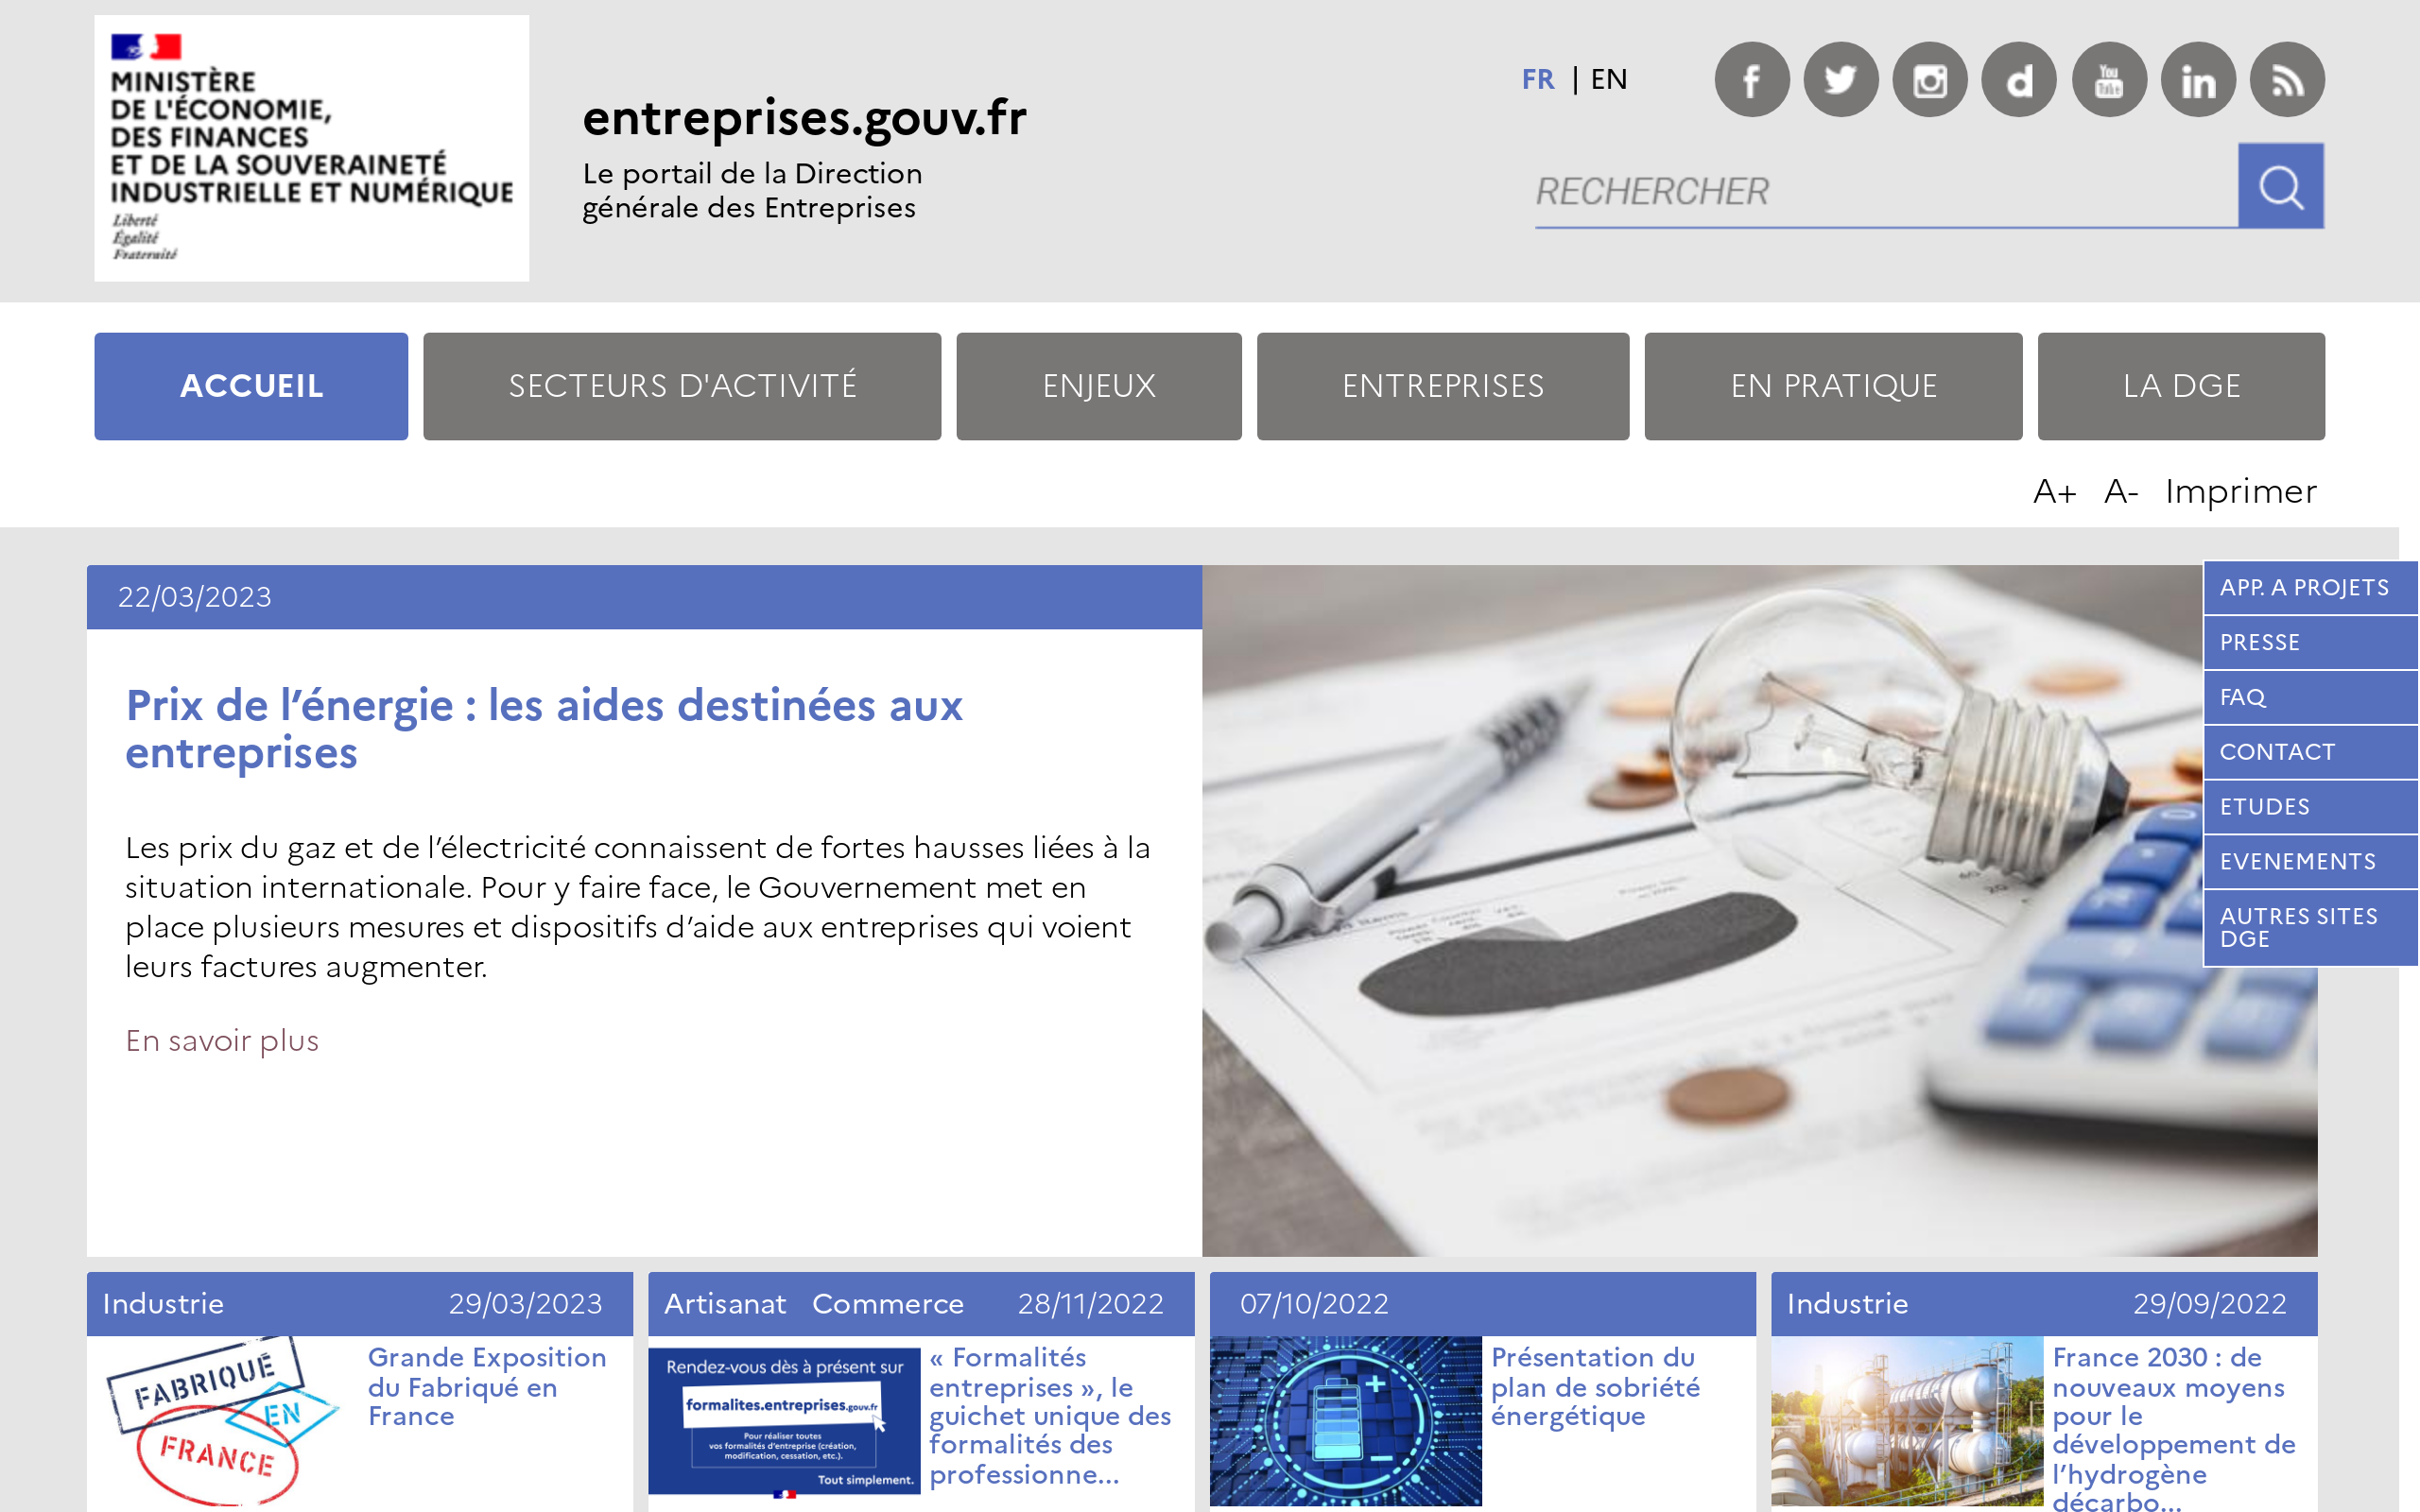 MINISTÈRE
DE L'ÉCONOMIE,
DES FINANCES
ET DE LA SOUVERAINETÉ
INDUSTRIELLE ET NUMÉRIQUE
Liberté
Égalité
Fraternité
entreprises.gouv.fr
Le portail de la Direction
générale des Entreprises
FR | EN
RECHERCHER
ACCUEIL
SECTEURS D'ACTIVITÉ
ENJEUX
ENTREPRISES
EN PRATIQUE
LA DGE
A+ A- Imprimer
22/03/2023
Prix de l’énergie : les aides destinées aux
entreprises
Les prix du gaz et de l’électricité connaissent de fortes hausses liées à la
situation internationale. Pour y faire face, le Gouvernement met en
place plusieurs mesures et dispositifs d’aide aux entreprises qui voient
leurs factures augmenter.
En savoir plus
APP. A PROJETS
PRESSE
FAQ
CONTACT
ETUDES
EVENEMENTS
AUTRES SITES
DGE
Industrie 29/03/2023
FABRIQUÉ
EN
FRANCE
Grande Exposition
du Fabriqué en
France
Artisanat Commerce 28/11/2022
Rendez-vous dès à présent sur
formalites.entreprises.gouv.fr
Pour réaliser toutes
vos formalités d'entreprise (création,
modification, cessation, etc.).
Tout simplement.
« Formalités
entreprises », le
guichet unique des
formalités des
professionne...
07/10/2022
Présentation du
plan de sobriété
énergétique
Industrie 29/09/2022
France 2030 : de
nouveaux moyens
pour le
développement de
l’hydrogène
décarbo...